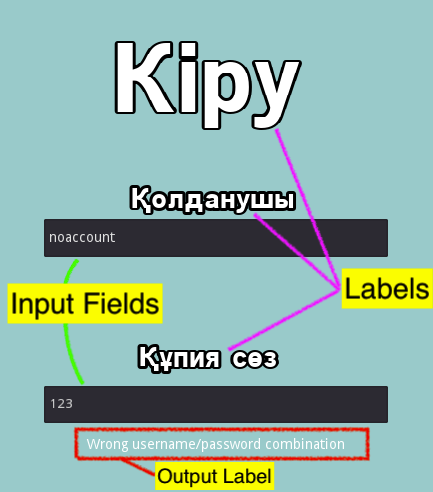 Кіру
Қолданушы
noaccount
Labels
Input Fields
Құпия сөз
123
Wrong username/password combination
Output Label